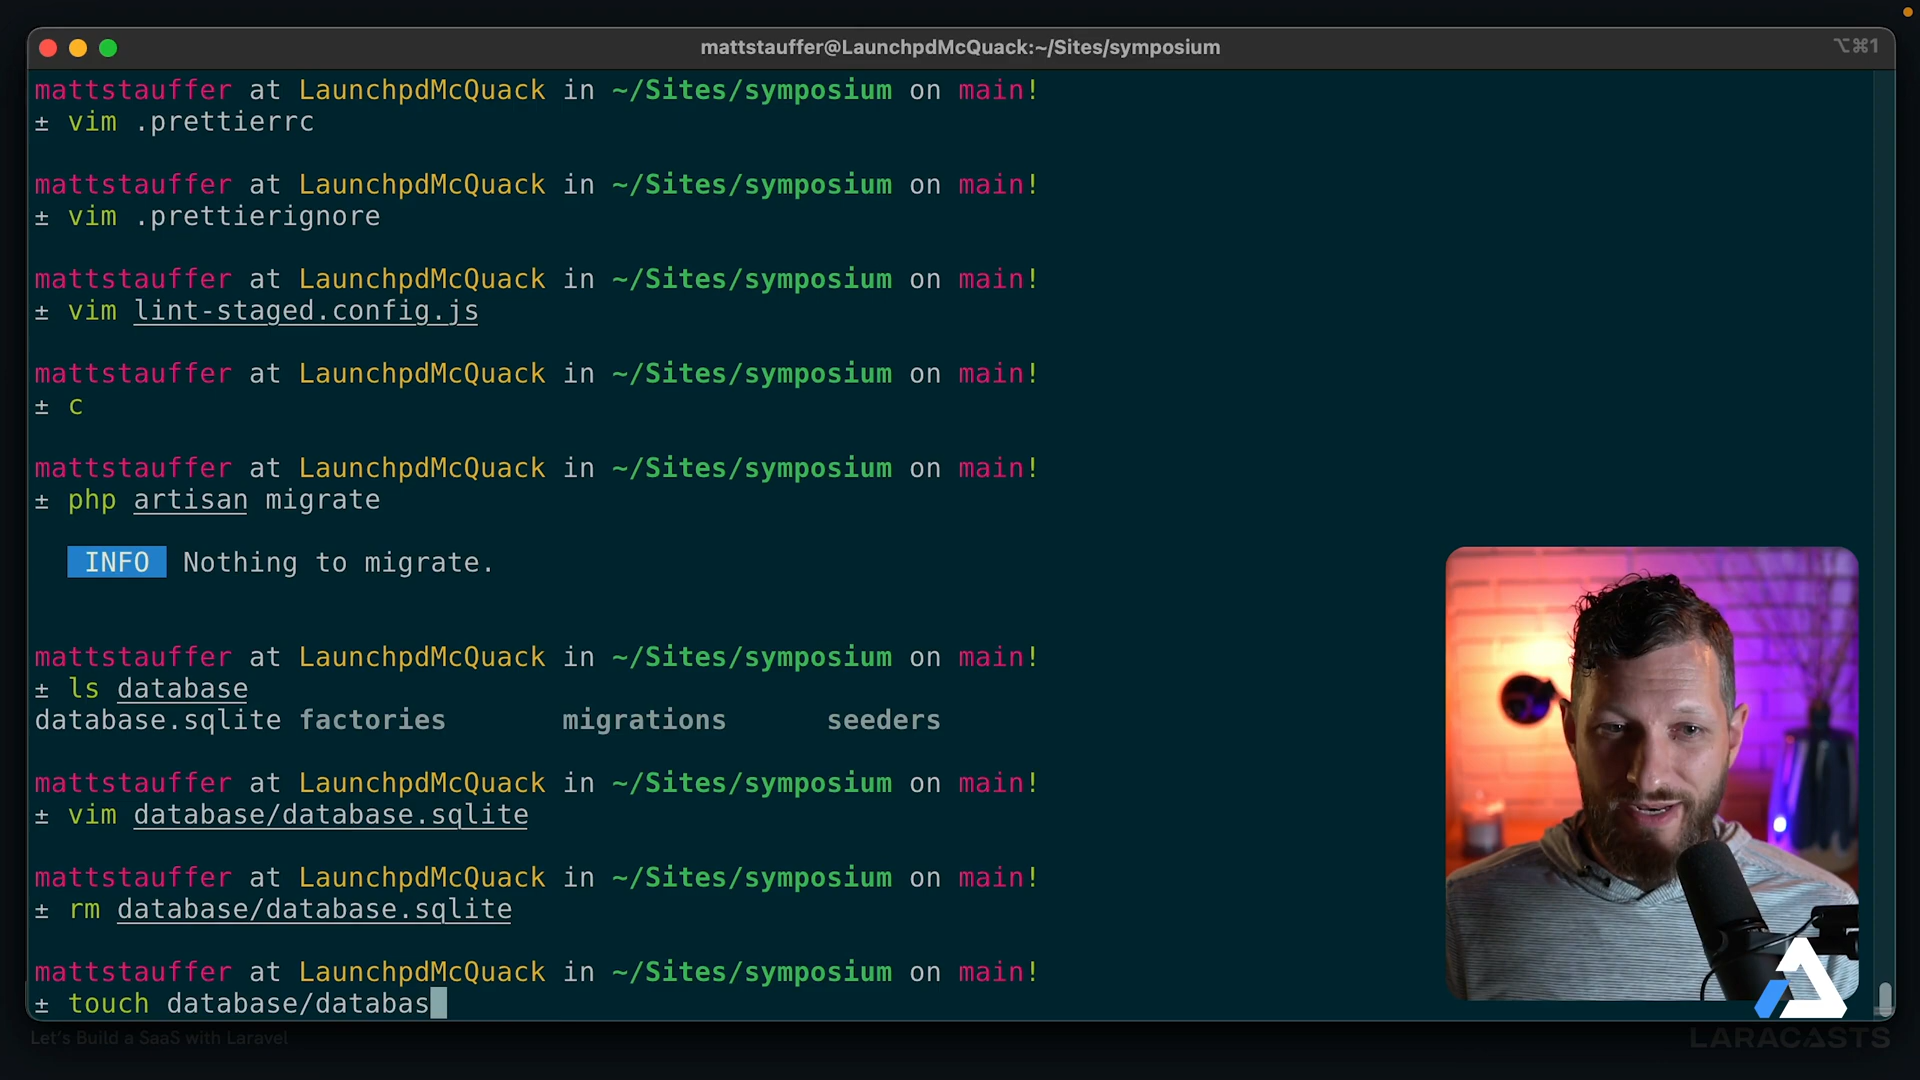 mattstauffer@LaunchpdMcQuack:~/Sites/symposium
⌥⌘1
mattstauffer at LaunchpdMcQuack in ~/Sites/symposium on main!
± vim .prettierrc
mattstauffer at LaunchpdMcQuack in ~/Sites/symposium on main!
± vim .prettierignore
mattstauffer at LaunchpdMcQuack in ~/Sites/symposium on main!
± vim lint-staged.config.js
mattstauffer at LaunchpdMcQuack in ~/Sites/symposium on main!
± c
mattstauffer at LaunchpdMcQuack in ~/Sites/symposium on main!
± php artisan migrate
INFO Nothing to migrate.
mattstauffer at LaunchpdMcQuack in ~/Sites/symposium on main!
± ls database
database.sqlite factories migrations seeders
mattstauffer at LaunchpdMcQuack in ~/Sites/symposium on main!
± vim database/database.sqlite
mattstauffer at LaunchpdMcQuack in ~/Sites/symposium on main!
± rm database/database.sqlite
mattstauffer at LaunchpdMcQuack in ~/Sites/symposium on main!
± touch database/databas
Let's Build a SaaS with Laravel
LARACASTS